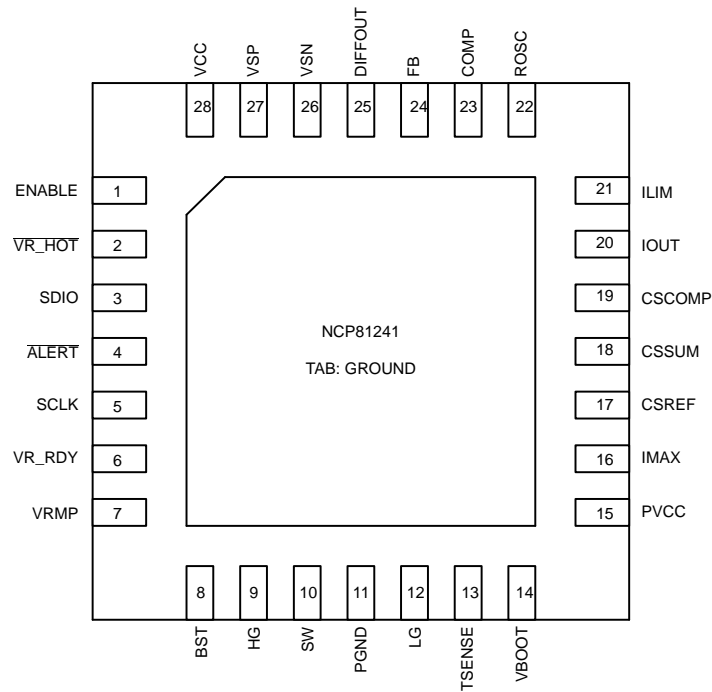 VCC
VSP
VSN
DIFFOUT
FB
COMP
ROSC
28
27
26
25
24
23
22
ENABLE 1
VR_HOT 2
SDIO 3
ALERT 4
SCLK 5
VR_RDY 6
VRMP 7
NCP81241
TAB: GROUND
21 ILIM
20 IOUT
19 CSCOMP
18 CSSUM
17 CSREF
16 IMAX
15 PVCC
8
9
10
11
12
13
14
BST
HG
SW
PGND
LG
TSENSE
VBOOT